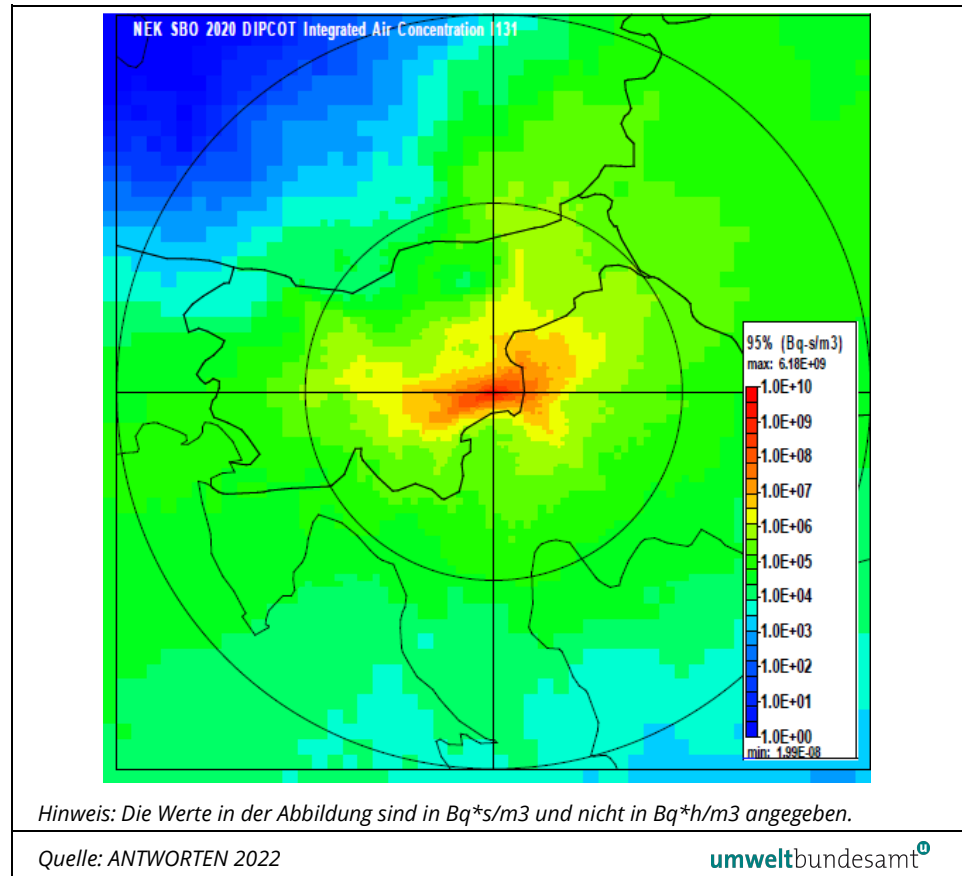 NEK SBO 2020 DIPCOT Integrated Air Concentration I131
95% (Bq-s/m3)
max: 6.18E+09
1.0E+10
1.0E+09
1.0E+08
1.0E+07
1.0E+06
1.0E+05
1.0E+04
1.0E+03
1.0E+02
1.0E+01
1.0E+00
min: 1.99E-08
Hinweis: Die Werte in der Abbildung sind in Bq*s/m3 und nicht in Bq*h/m3 angegeben.
Quelle: ANTWORTEN 2022
umweltbundesamt u